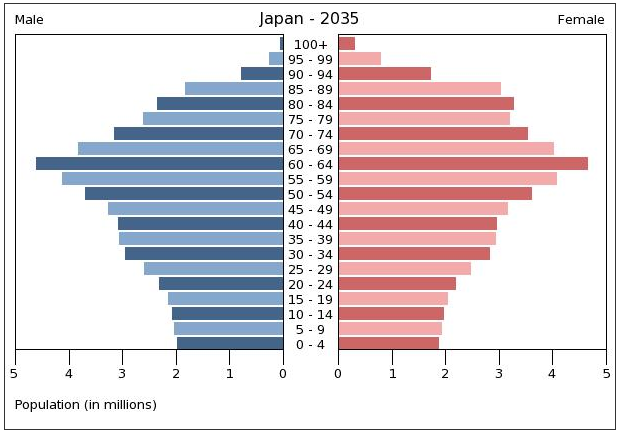 Japan - 2035
Male
Female
100+
95 - 99
90 - 94
85 - 89
80 - 84
75 - 79
70 - 74
65 - 69
60 - 64
55 - 59
50 - 54
45 - 49
40 - 44
35 - 39
30 - 34
25 - 29
20 - 24
15 - 19
10 - 14
5 - 9
0 - 4
5 4 3 2 1 0 0 1 2 3 4 5
Population (in millions)